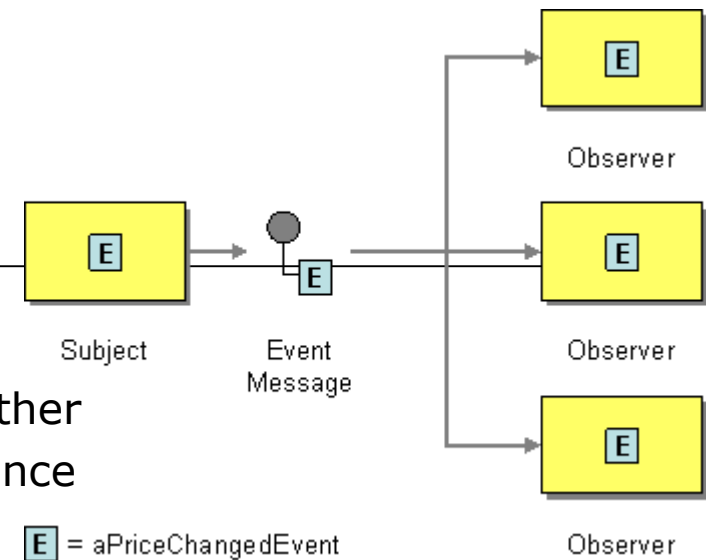 E
Observer
E
E
E
Subject
Event
Message
Observer
ther
nce
E
E = aPriceChangedEvent
Observer